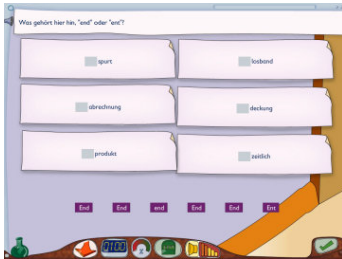 Was gehört hier hin, "end" oder "ent"?
spurt
losband
abrechnung
deckung
produkt
zeitlich
End End end End End Ent